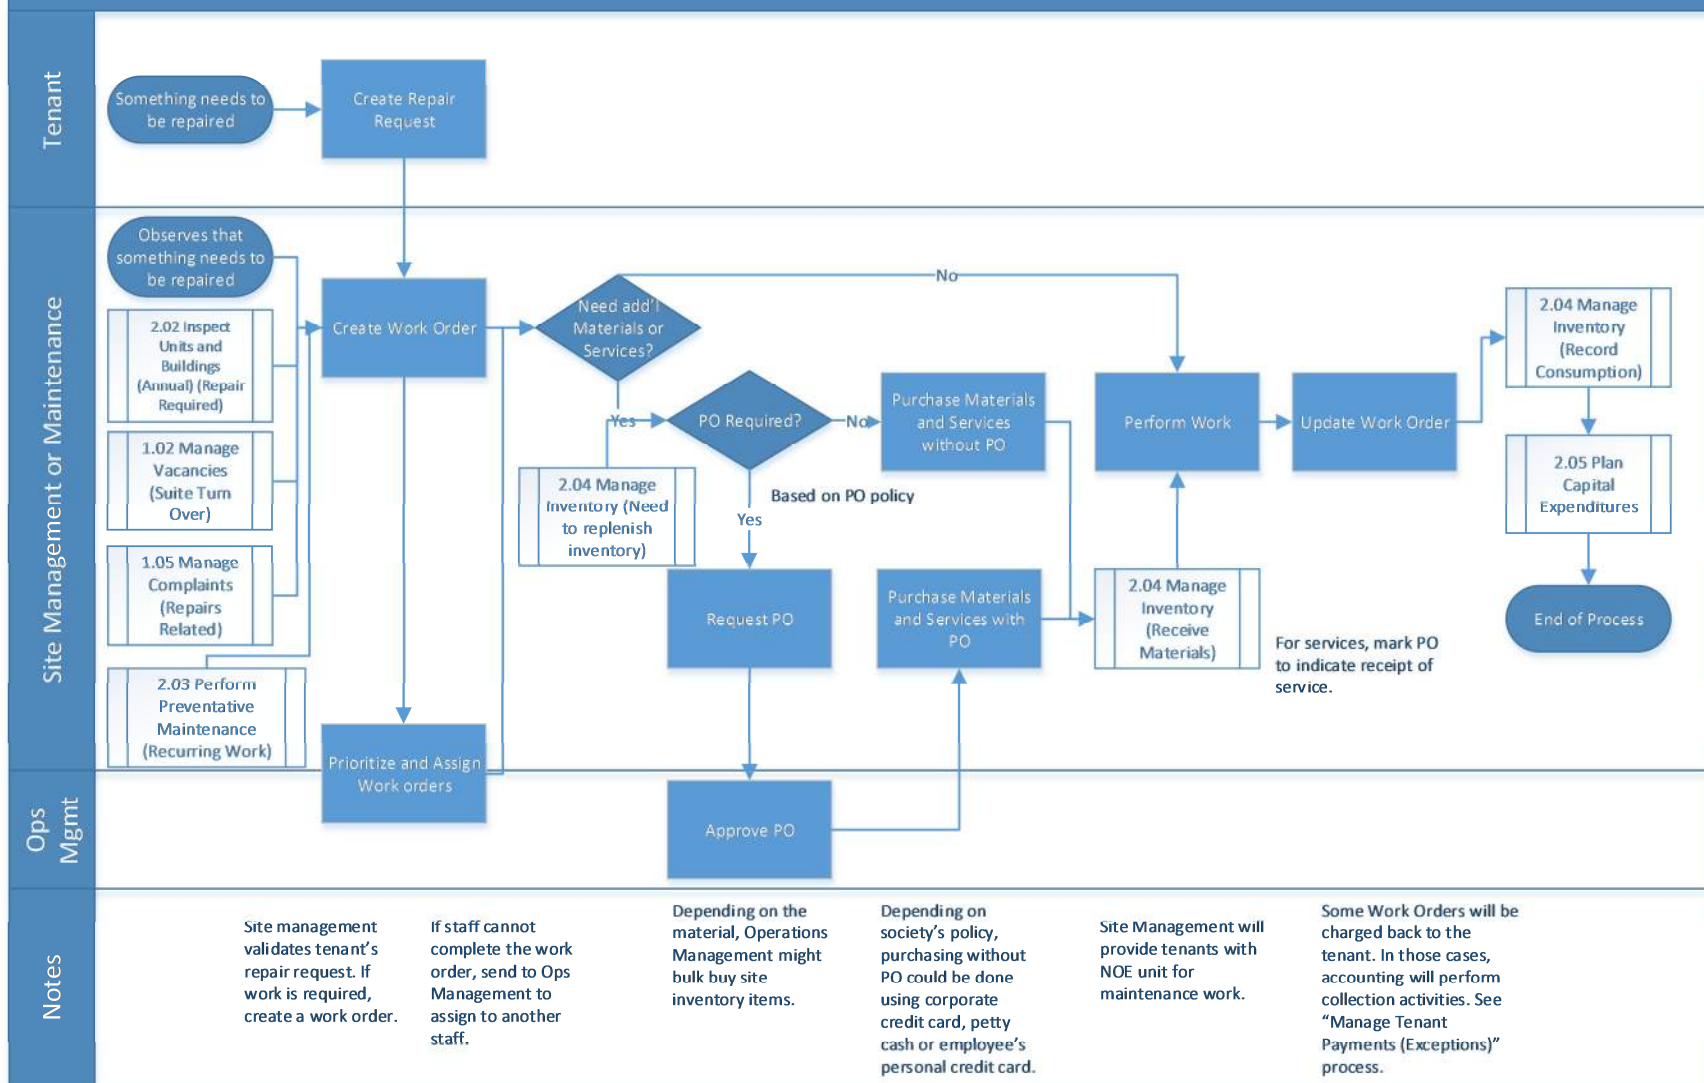 Tenant
Something needs to
be repaired
Create Repair
Request
Site Management or Maintenance
Observes that
something needs to
be repaired
2.02 Inspect
Units and
Buildings
(Annual) (Repair
Required)
1.02 Manage
Vacancies
(Suite Turn
Over)
1.05 Manage
Complaints
(Repairs
Related)
2.03 Perform
Preventative
Maintenance
(Recurring Work)
Create Work Order
Prioritize and Assign
Work orders
Need add'l
Materials or
Services?
No
Yes
2.04 Manage
Inventory (Need
to replenish
inventory)
PO Required?
No
Based on PO policy
Yes
Request PO
Purchase Materials
and Services
without PO
Purchase Materials
and Services with
PO
Perform Work
2.04 Manage
Inventory
(Receive
Materials)
For services, mark PO
to indicate receipt of
service.
Update Work Order
2.04 Manage
Inventory
(Record
Consumption)
2.05 Plan
Capital
Expenditures
End of Process
Ops
Mgmt
Approve PO
Notes
Site management
validates tenant's
repair request. If
work is required,
create a work order.
If staff cannot
complete the work
order, send to Ops
Management to
assign to another
staff.
Depending on the
material, Operations
Management might
bulk buy site
inventory items.
Depending on
society's policy,
purchasing without
PO could be done
using corporate
credit card, petty
cash or employee's
personal credit card.
Site Management will
provide tenants with
NOE unit for
maintenance work.
Some Work Orders will be
charged back to the
tenant. In those cases,
accounting will perform
collection activities. See
"Manage Tenant
Payments (Exceptions)"
process.